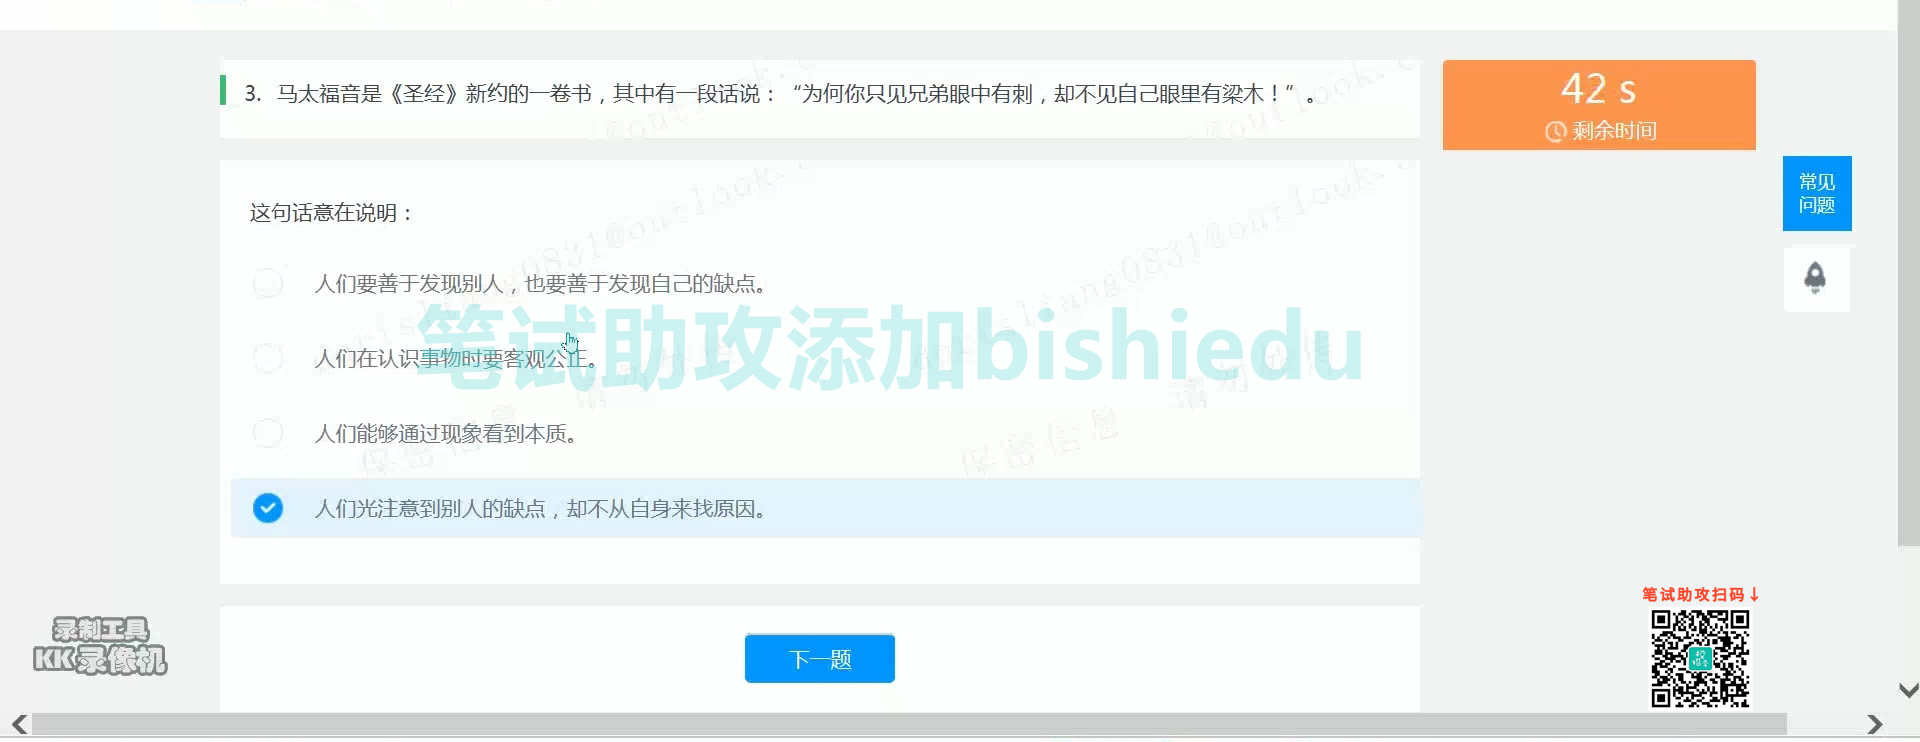 3. 马太福音是《圣经》新约的一卷书，其中有一段话说：“为何你只见兄弟眼中有刺，却不见自己眼里有梁木！”。
42 s
剩余时间
常见
问题
这句话意在说明：
人们要善于发现别人，也要善于发现自己的缺点。
笔试助攻添加bishiedu
人们在认识事物时要客观公正。
人们能够通过现象看到本质。
保密信息
保密信息
人们光注意到别人的缺点，却不从自身来找原因。
笔试助攻扫码↓
录制工具
KK录像机
下一题